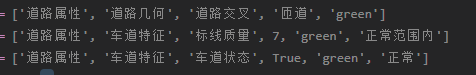 = ['道路属性', '道路几何', '道路交叉', '匝道', 'green']
= ['道路属性', '车道特征', '标线质量', 7, 'green', '正常范围内']
= ['道路属性', '车道特征', '车道状态', True, 'green', '正常']